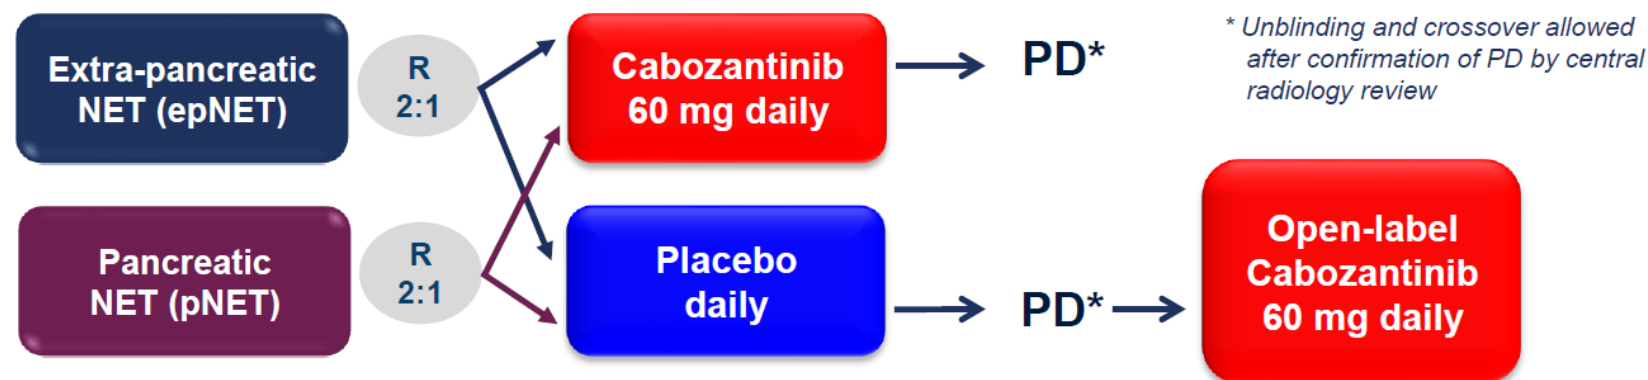 Extra-pancreatic
NET (epNET)
R
2:1
Cabozantinib
60 mg daily
PD*
* Unblinding and crossover allowed
after confirmation of PD by central
radiology review
Pancreatic
NET (pNET)
R
2:1
Placebo
daily
PD*
Open-label
Cabozantinib
60 mg daily